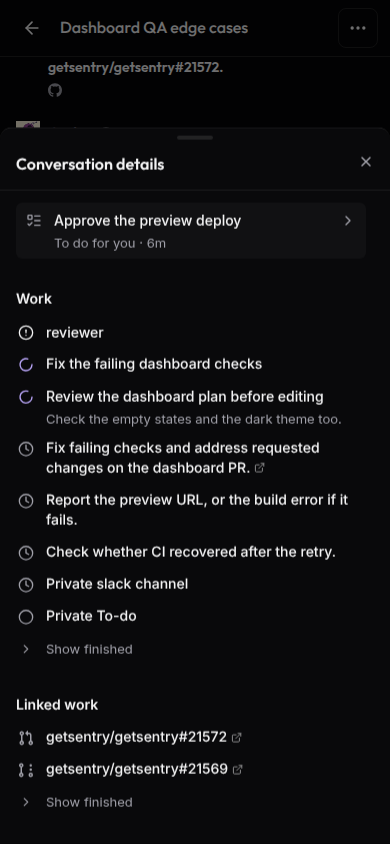 Dashboard QA edge cases
getsentry/getsentry#21572.
Conversation details
Approve the preview deploy
To do for you · 6m
Work
reviewer
Fix the failing dashboard checks
Review the dashboard plan before editing
Check the empty states and the dark theme too.
Fix failing checks and address requested
changes on the dashboard PR.
Report the preview URL, or the build error if it
fails.
Check whether CI recovered after the retry.
Private slack channel
Private To-do
Show finished
Linked work
getsentry/getsentry#21572
getsentry/getsentry#21569
Show finished